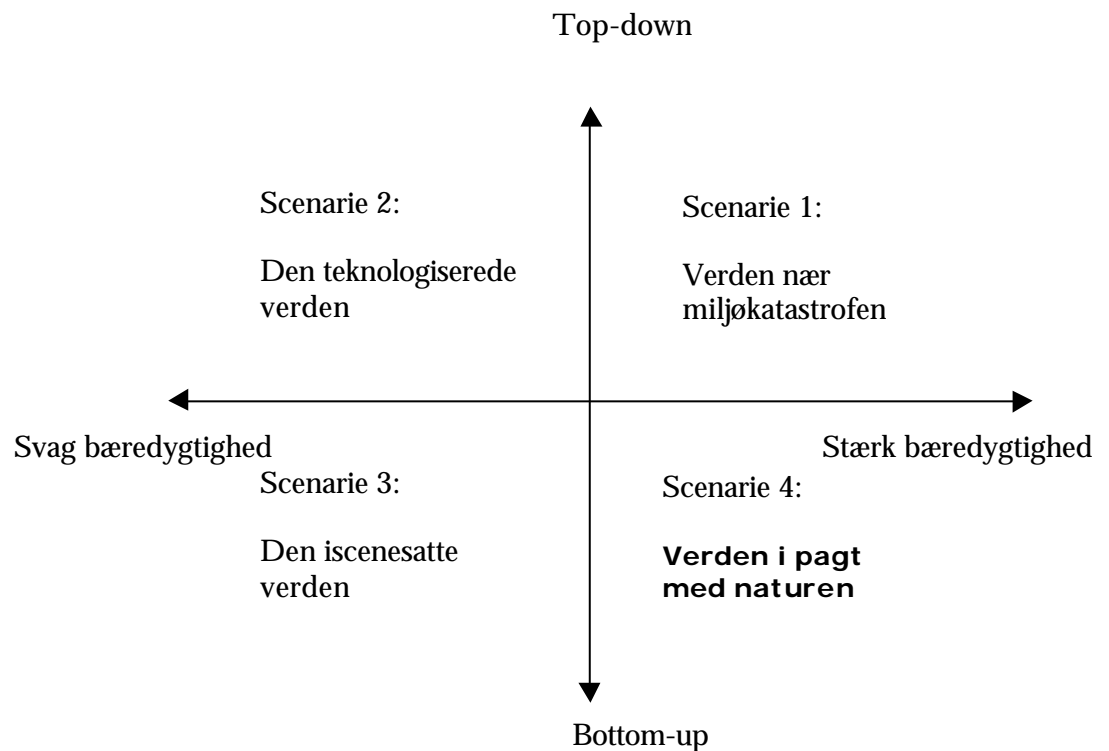 Top-down
Scenarie 2:
Den teknologiserede
verden
Scenarie 1:
Verden nær
miljøkatastrofen
Svag bæredygtighed
Stærk bæredygtighed
Scenarie 3:
Den iscenesatte
verden
Scenarie 4:
Verden i pagt
med naturen
Bottom-up